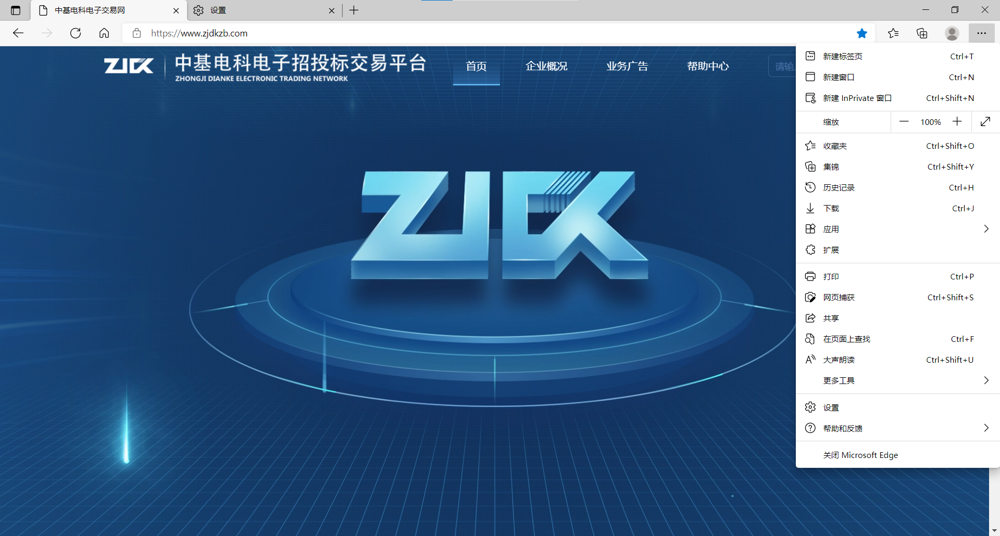 中基电科电子交易网
设置
https://www.zjdkzb.com
中基电科电子招投标交易平台
ZHONGJI DIANKE ELECTRONIC TRADING NETWORK
首页
企业概况
业务广告
帮助中心
请输
新建标签页 Ctrl+T
新建窗口 Ctrl+N
新建 InPrivate 窗口 Ctrl+Shift+N
缩放 100%
收藏夹 Ctrl+Shift+O
集锦 Ctrl+Shift+Y
历史记录 Ctrl+H
下载 Ctrl+J
应用
扩展
打印 Ctrl+P
网页捕获 Ctrl+Shift+S
共享
在页面上查找 Ctrl+F
大声朗读 Ctrl+Shift+U
更多工具
设置
帮助和反馈
关闭 Microsoft Edge